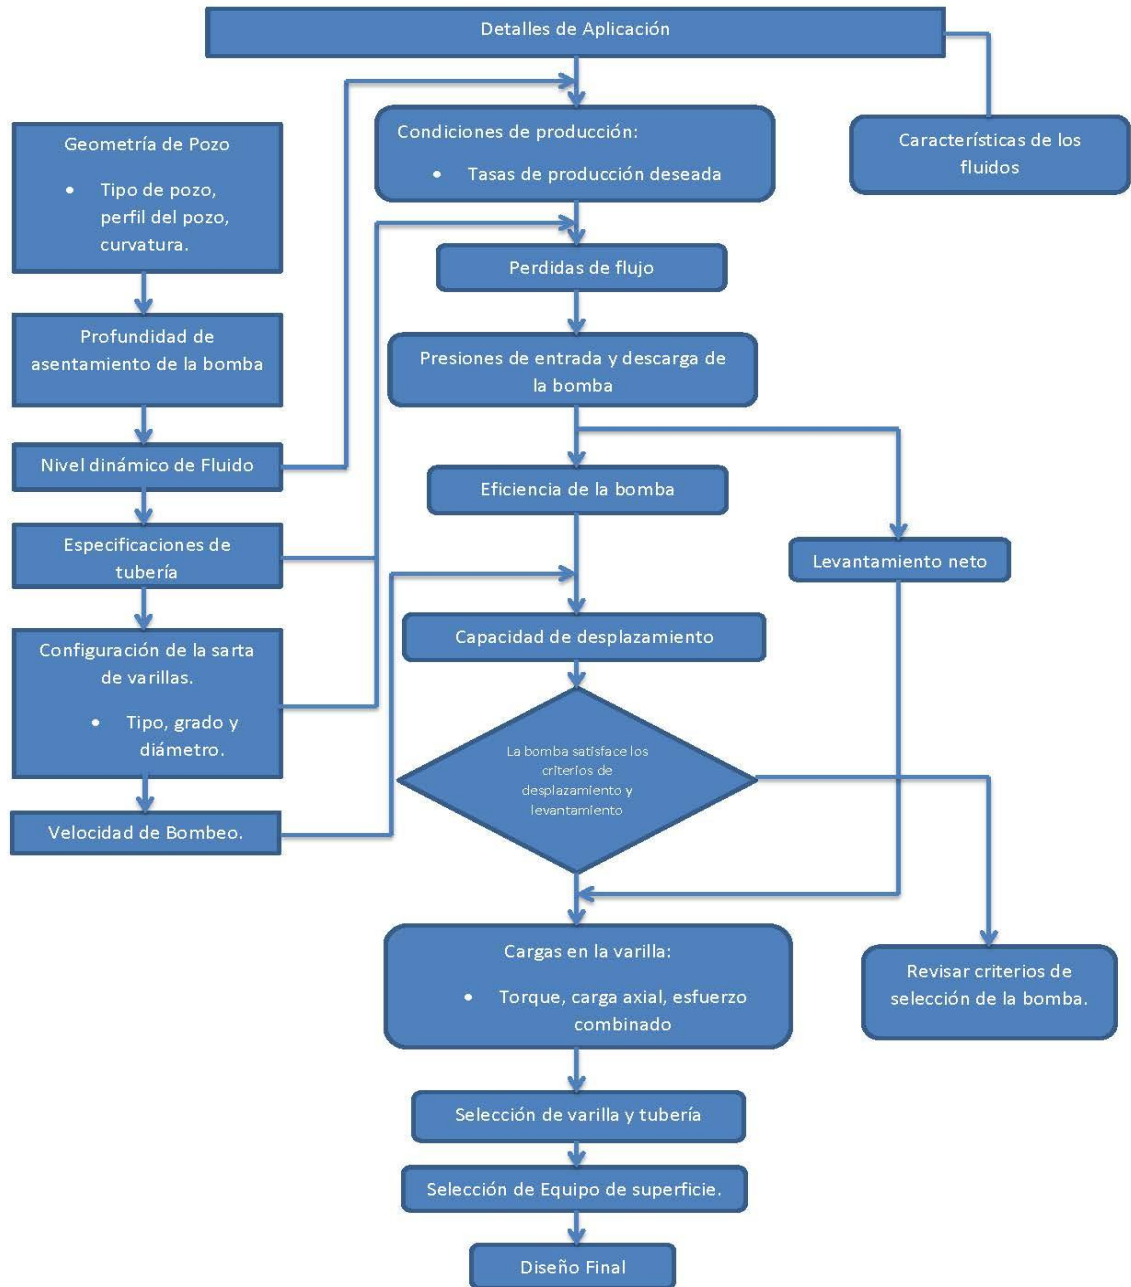 Detalles de Aplicación
Geometría de Pozo
• Tipo de pozo,
perfil del pozo,
curvatura.
Profundidad de
asentamiento de la bomba
Nivel dinámico de Fluido
Especificaciones de
tubería
Configuración de la sarta
de varillas.
• Tipo, grado y
diámetro.
Velocidad de Bombeo.
Condiciones de producción:
• Tasas de producción deseada
Perdidas de flujo
Presiones de entrada y descarga de
la bomba
Eficiencia de la bomba
Capacidad de desplazamiento
La bomba satisface los
criterios de
desplazamiento y
levantamiento
Cargas en la varilla:
• Torque, carga axial, esfuerzo
combinado
Selección de varilla y tubería
Selección de Equipo de superficie.
Diseño Final
Características de los
fluidos
Levantamiento neto
Revisar criterios de
selección de la bomba.